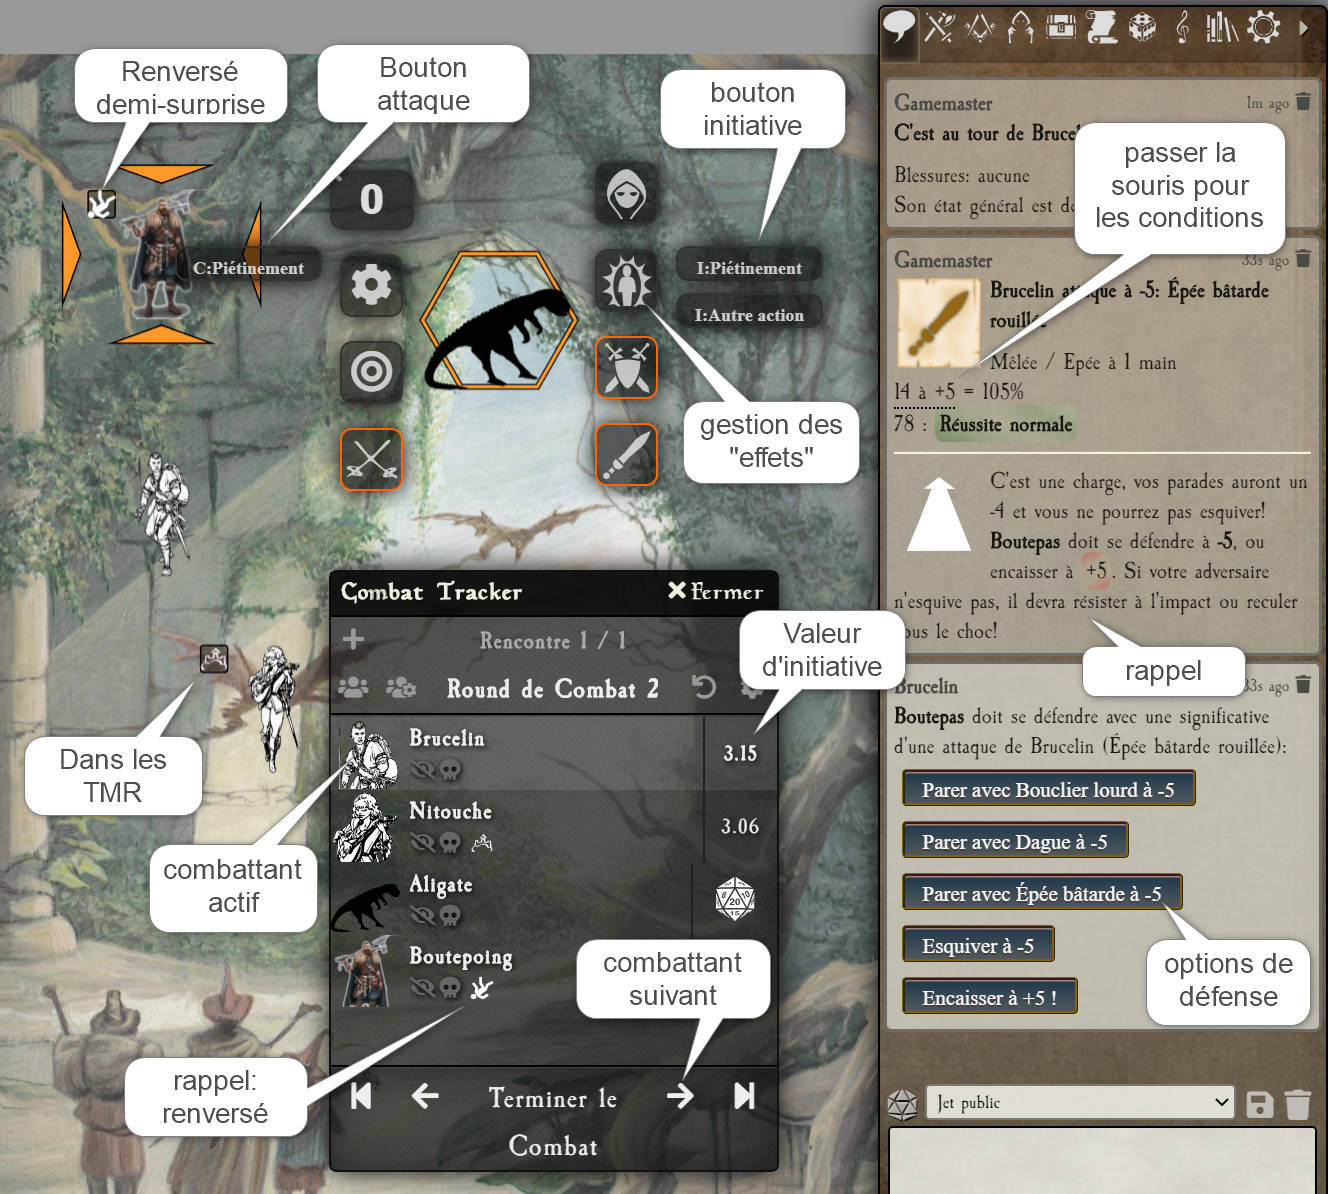 Renversé
demi-surprise
Bouton
attaque
bouton
initiative
0
C:Piétinement
I:Piétinement
I:Autre action
gestion des
"effets"
Dans les
TMR
combattant
actif
rappel:
renversé
Combat Tracker
Fermer
Rencontre 1 / 1
Round de Combat 2
Valeur
d'initiative
Brucelin
3.15
Nitouche
3.06
Aligate
20
Boutepoing
combattant
suivant
Terminer le
Combat
Gamemaster
1m ago
C'est au tour de
Blessures: aucune
Son état général est
passer la
souris pour
les conditions
Gamemaster
33s ago
Brucelin attaque à -5: Épée bâtarde
rouillée
Mêlée / Epée à 1 main
14 à +5 = 105%
78 : Réussite normale
C'est une charge, vos parades auront un
-4 et vous ne pourrez pas esquiver!
Boutepas doit se défendre à -5, ou
encaisser à +5. Si votre adversaire
n'esquive pas, il devra résister à l'impact ou reculer
sous le choc!
rappel
Brucelin
33s ago
Boutepas doit se défendre avec une significative
d'une attaque de Brucelin (Épée bâtarde rouillée):
Parer avec Bouclier lourd à -5
Parer avec Dague à -5
Parer avec Épée bâtarde à -5
Esquiver à -5
Encaisser à +5 !
options de
défense
Jet public